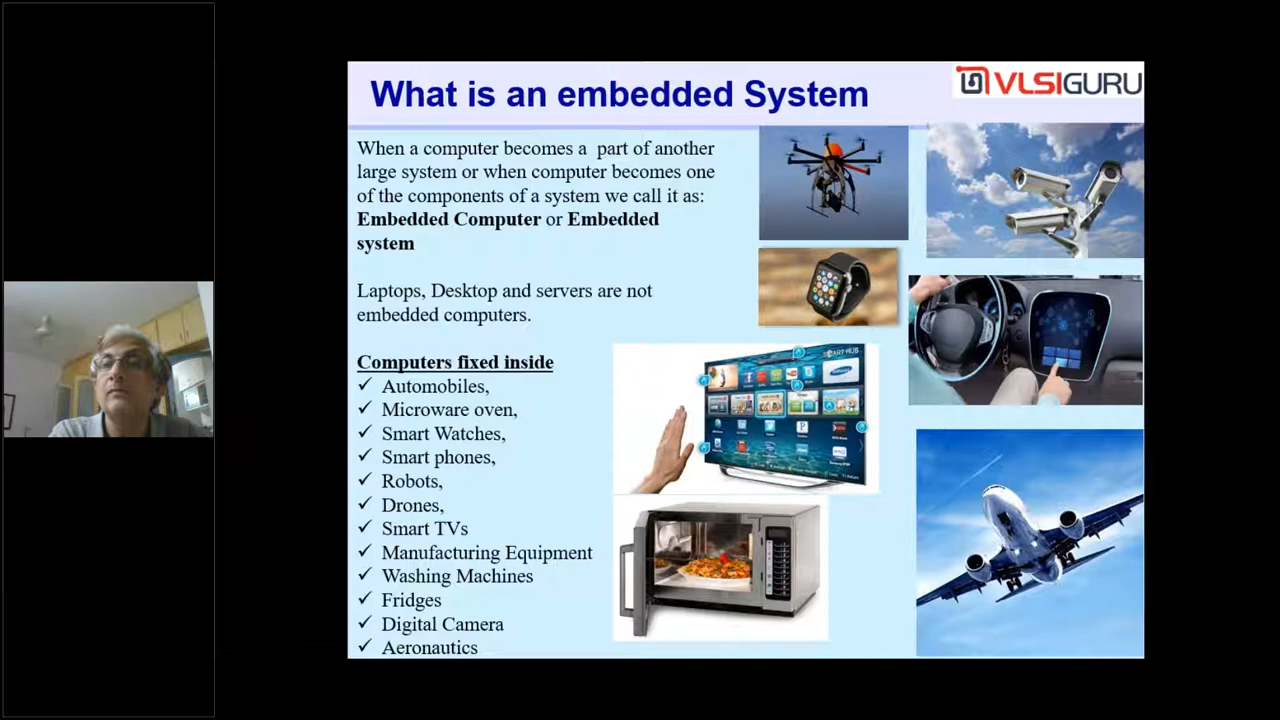 What is an embedded System
VLSIGURU
When a computer becomes a part of another
large system or when computer becomes one
of the components of a system we call it as:
Embedded Computer or Embedded
system
Laptops, Desktop and servers are not
embedded computers.
Computers fixed inside
✓ Automobiles,
✓ Microware oven,
✓ Smart Watches,
✓ Smart phones,
✓ Robots,
✓ Drones,
✓ Smart TVs
✓ Manufacturing Equipment
✓ Washing Machines
✓ Fridges
✓ Digital Camera
✓ Aeronautics
SMART HUB